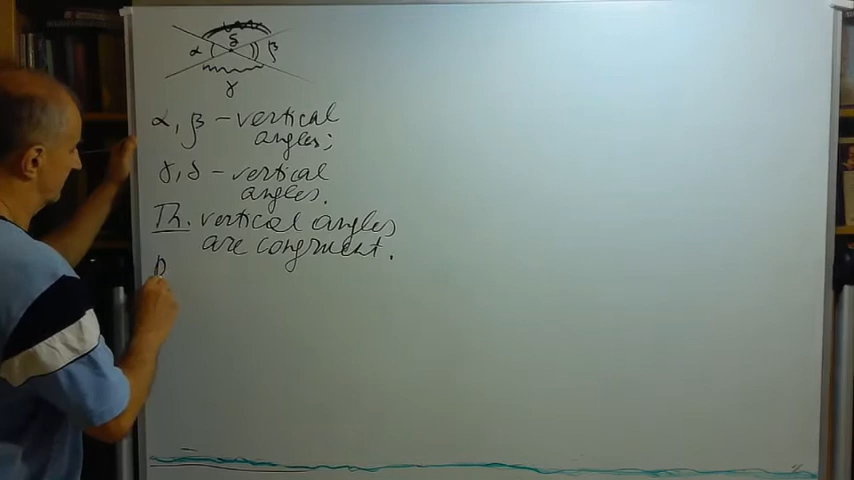 δ
α β
γ
α, β - vertical
angles;
γ, δ - vertical
angles.
Th. vertical angles
are congruent.